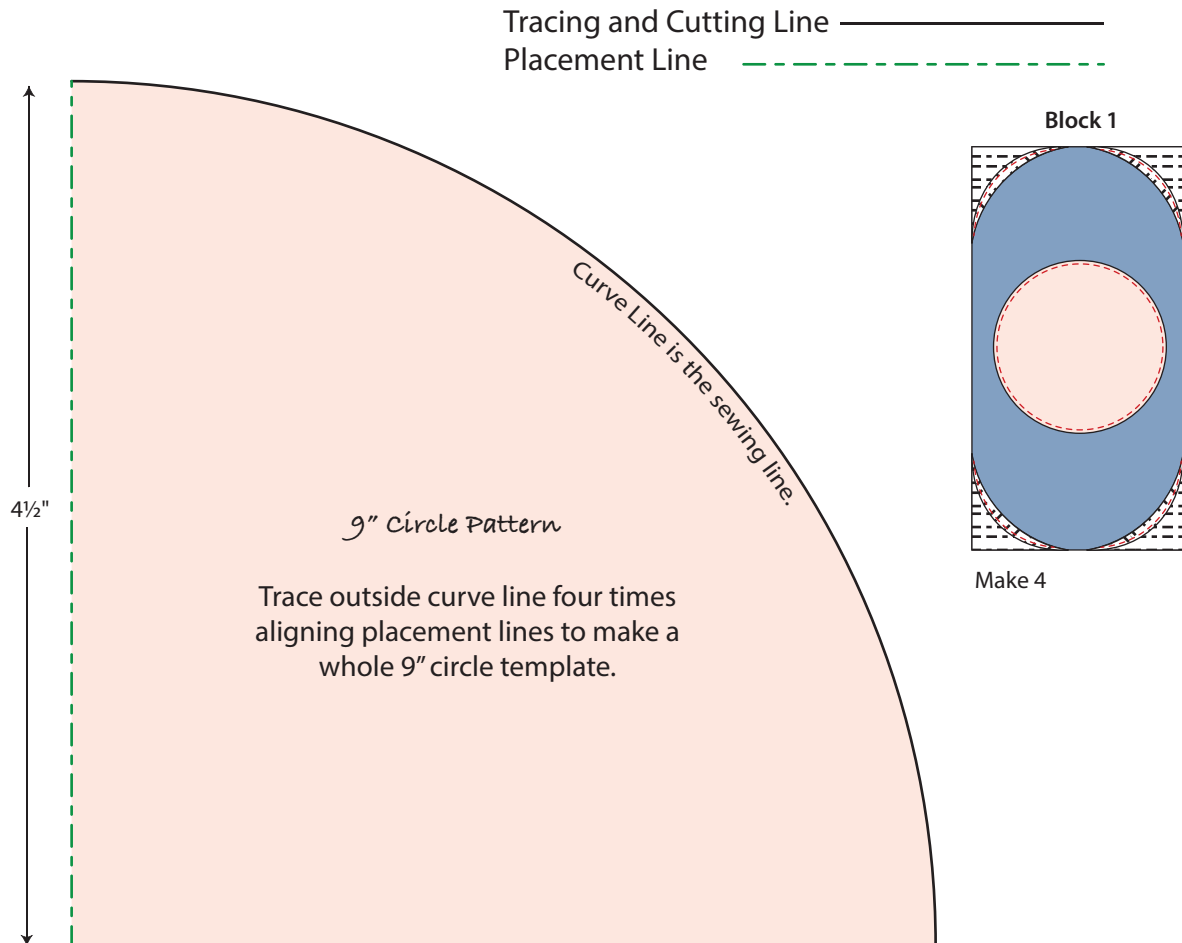 Tracing and Cutting Line
Placement Line
Block 1
Curve Line is the sewing line.
4½"
9" Circle Pattern
Trace outside curve line four times
aligning placement lines to make a
whole 9" circle template.
Make 4